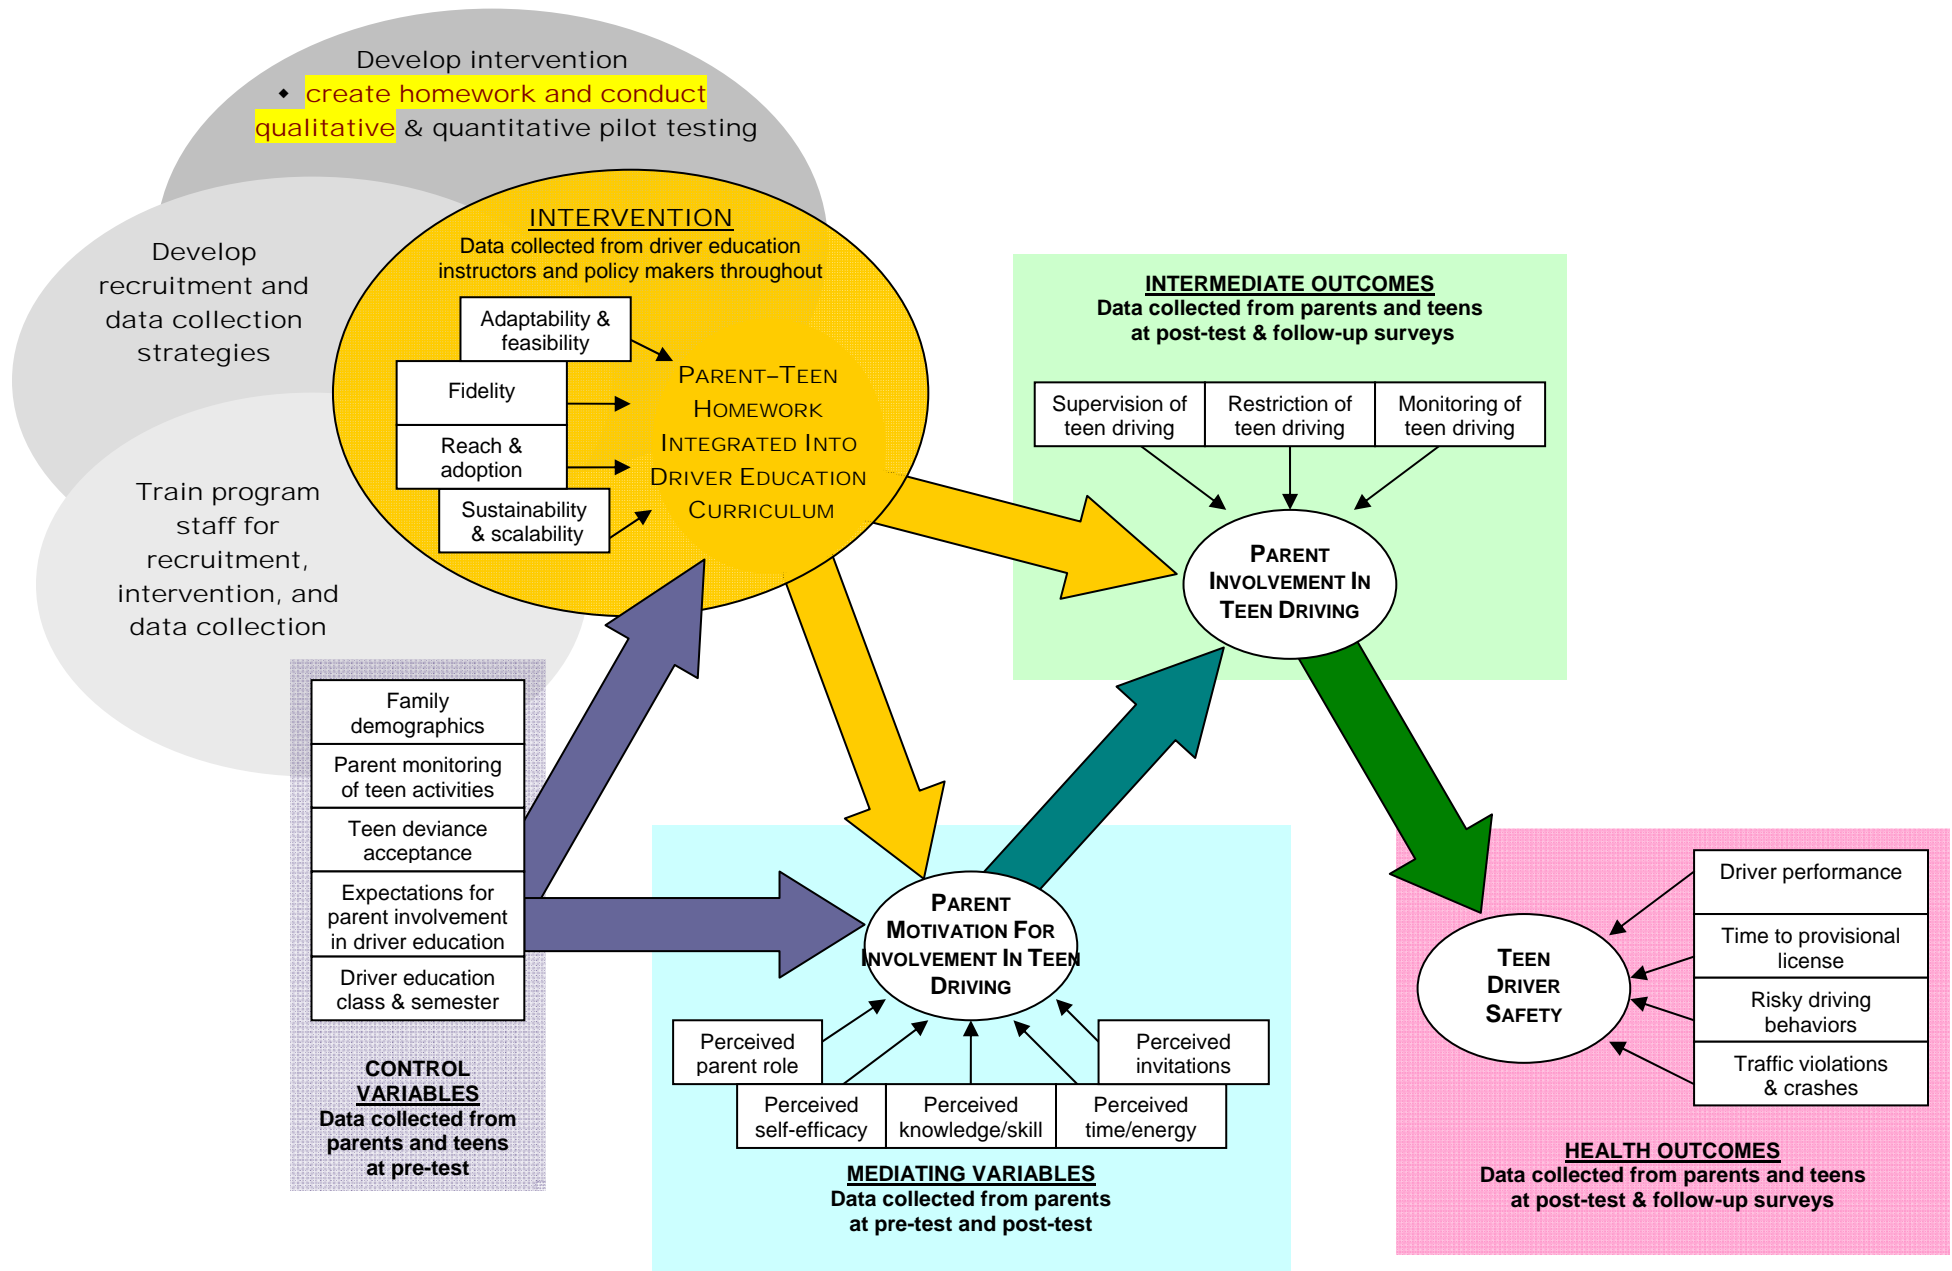 Develop intervention
◆ create homework and conduct
qualitative & quantitative pilot testing
Develop
recruitment and
data collection
strategies
Train program
staff for
recruitment,
intervention, and
data collection
INTERVENTION
Data collected from driver education
instructors and policy makers throughout
Adaptability &
feasibility
Fidelity
Reach &
adoption
Sustainability
& scalability
PARENT–TEEN
HOMEWORK
INTEGRATED INTO
DRIVER EDUCATION
CURRICULUM
INTERMEDIATE OUTCOMES
Data collected from parents and teens
at post-test & follow-up surveys
Supervision of
teen driving
Restriction of
teen driving
Monitoring of
teen driving
PARENT
INVOLVEMENT IN
TEEN DRIVING
Family
demographics
Parent monitoring
of teen activities
Teen deviance
acceptance
Expectations for
parent involvement
in driver education
Driver education
class & semester
CONTROL
VARIABLES
Data collected from
parents and teens
at pre-test
PARENT
MOTIVATION FOR
INVOLVEMENT IN TEEN
DRIVING
Perceived
parent role
Perceived
invitations
Perceived
self-efficacy
Perceived
knowledge/skill
Perceived
time/energy
MEDIATING VARIABLES
Data collected from parents
at pre-test and post-test
TEEN
DRIVER
SAFETY
Driver performance
Time to provisional
license
Risky driving
behaviors
Traffic violations
& crashes
HEALTH OUTCOMES
Data collected from parents and teens
at post-test & follow-up surveys